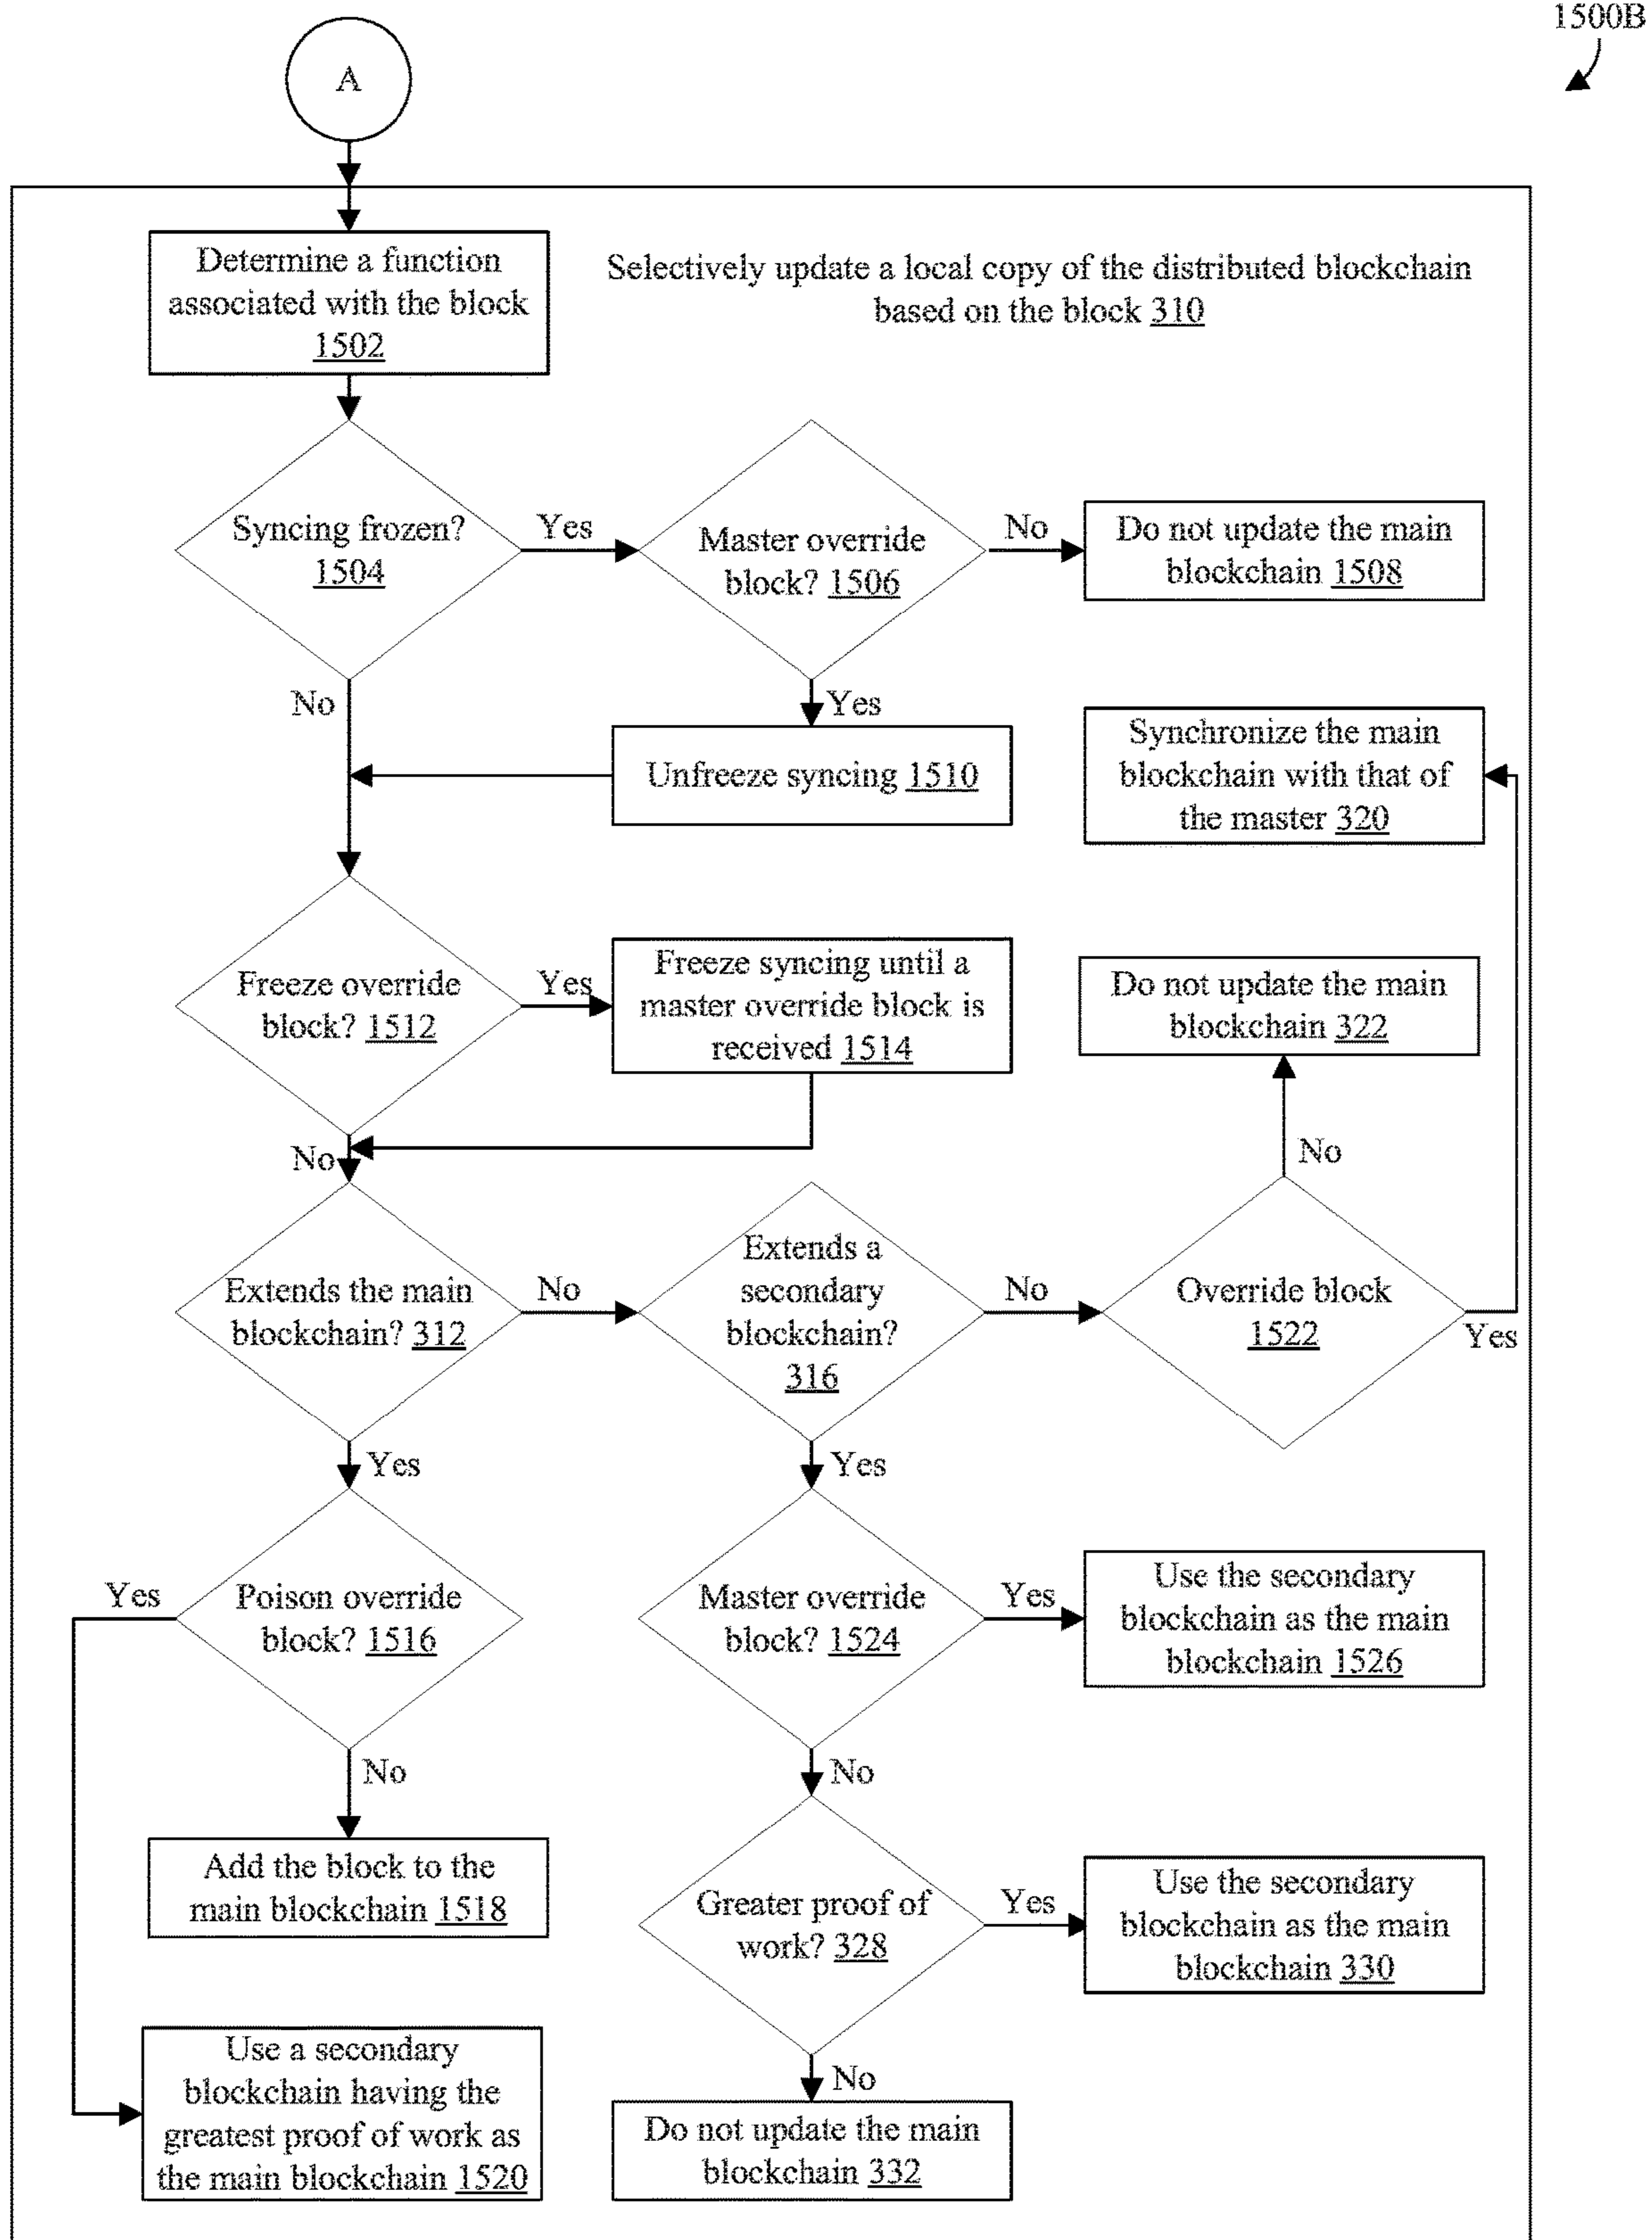 1500B
A
Determine a function
associated with the block
1502
Selectively update a local copy of the distributed blockchain
based on the block 310
Syncing frozen?
1504
Yes
Master override
block? 1506
No
Do not update the main
blockchain 1508
No
Yes
Unfreeze syncing 1510
Synchronize the main
blockchain with that of
the master 320
Freeze override
block? 1512
Yes
Freeze syncing until a
master override block is
received 1514
Do not update the main
blockchain 322
No
No
Extends the main
blockchain? 312
No
Extends a
secondary
blockchain?
316
No
Override block
1522
Yes
Yes
Yes
Yes
Poison override
block? 1516
Master override
block? 1524
Yes
Use the secondary
blockchain as the main
blockchain 1526
No
No
Add the block to the
main blockchain 1518
Greater proof of
work? 328
Yes
Use the secondary
blockchain as the main
blockchain 330
Use a secondary
blockchain having the
greatest proof of work as
the main blockchain 1520
No
Do not update the main
blockchain 332